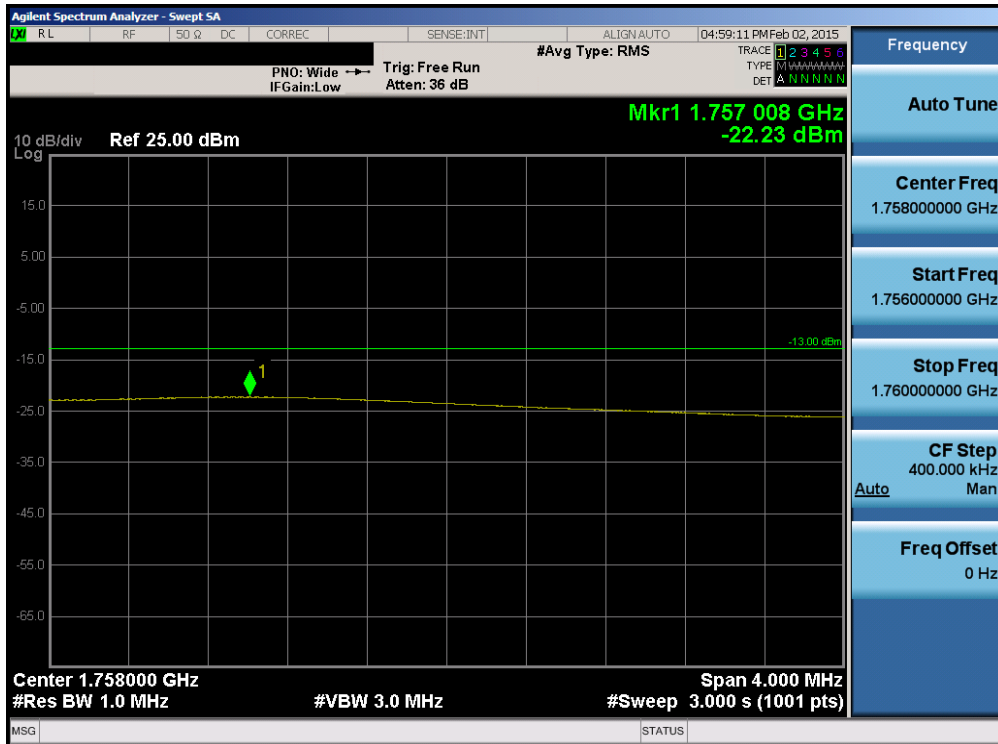 Agilent Spectrum Analyzer - Swept SA
LXI RL RF 50 Ω DC CORREC SENSE:INT ALIGN AUTO 04:59:11 PM Feb 02, 2015
#Avg Type: RMS
TRACE 1 2 3 4 5 6
TYPE M WWWWW
DET A N N N N N
PNO: Wide
IFGain:Low
Trig: Free Run
Atten: 36 dB
Mkr1 1.757 008 GHz
-22.23 dBm
10 dB/div
Log
Ref 25.00 dBm
15.0
5.00
-5.00
-13.00 dBm
-15.0
1
-25.0
-35.0
-45.0
-55.0
-65.0
Center 1.758000 GHz
Span 4.000 MHz
#Res BW 1.0 MHz
#VBW 3.0 MHz
#Sweep 3.000 s (1001 pts)
MSG
STATUS
Frequency
Auto Tune
Center Freq
1.758000000 GHz
Start Freq
1.756000000 GHz
Stop Freq
1.760000000 GHz
CF Step
400.000 kHz
Auto Man
Freq Offset
0 Hz